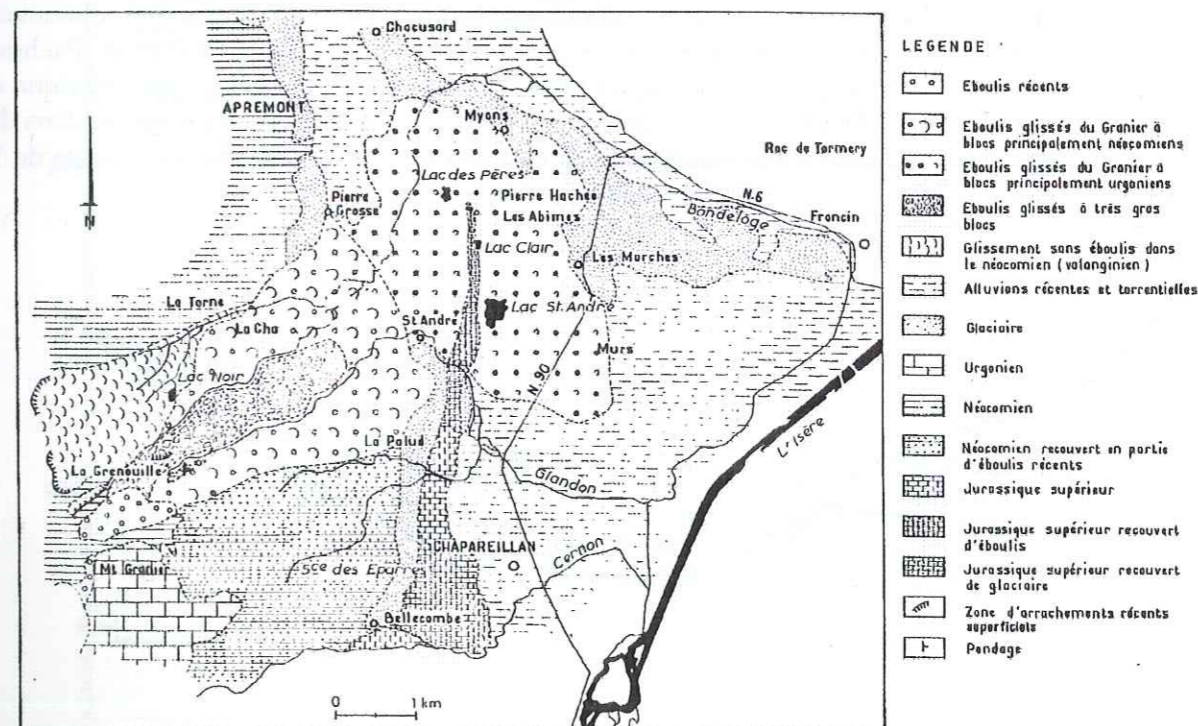 Chacusard
APREMONT
Myans
Roc de Tormery
Lac des Pères
N
Pierre
Grosse
Pierre Hachée
Les Abimes
N.6
Bondeloge
Francin
Lac Clair
Les Marches
La Torne
Lac St. André
La Cha
St André
Murs
N 90
Lac Noir
L'Isère
La Palud
La Grenouille
Glandon
CHAPAREILLAN
Mt Granier
Sce des Eparres
Cernon
Bellecombe
0 1 km
LEGENDE
Eboulis récents
Eboulis glissés du Granier à
blocs principalement néocomiens
Eboulis glissés du Granier à
blocs principalement urgoniens
Eboulis glissés à très gros
blocs
Glissement sans éboulis dans
le néocomien (valanginien)
Alluvions récentes et torrentielles
Glaciaire
Urgonien
Néocomien
Néocomien recouvert en partie
d'éboulis récents
Jurassique supérieur
Jurassique supérieur recouvert
d'éboulis
Jurassique supérieur recouvert
de glaciaire
Zone d'arrachements récents
superficiels
Pendage